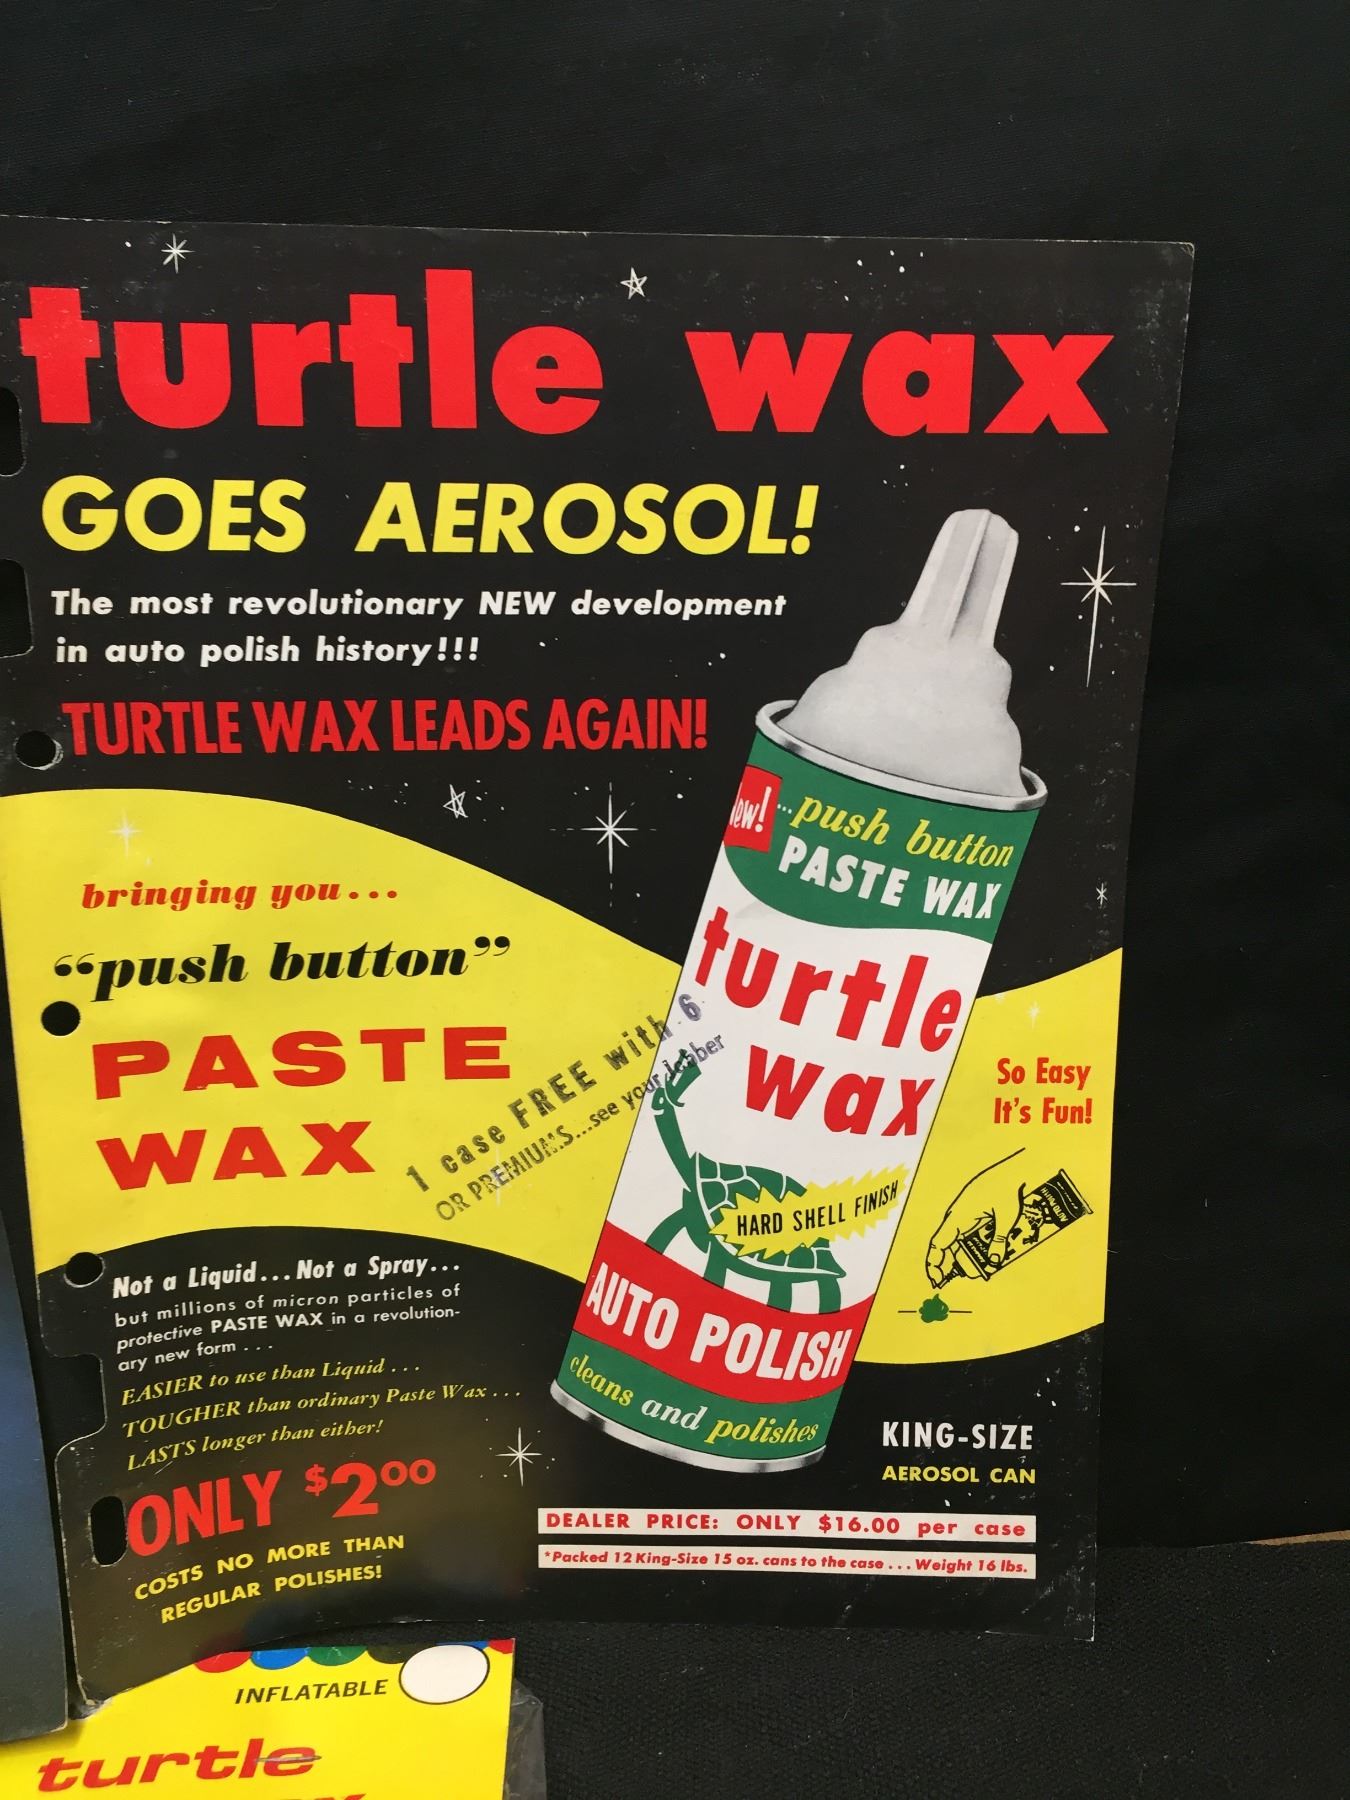 turtle wax
GOES AEROSOL!
The most revolutionary NEW development
in auto polish history!!!
TURTLE WAX LEADS AGAIN!
bringing you...
“push button”
PASTE
WAX
1 case FREE with 6
OR PREMIUMS...see your jobber
New! ...push button
PASTE WAX
turtle
wax
HARD SHELL FINISH
AUTO POLISH
cleans and polishes
So Easy
It's Fun!
Not a Liquid...Not a Spray...
but millions of micron particles of
protective PASTE WAX in a revolution-
ary new form . . .
EASIER to use than Liquid . . .
TOUGHER than ordinary Paste Wax . . .
LASTS longer than either!
ONLY $2.00
COSTS NO MORE THAN
REGULAR POLISHES!
KING-SIZE
AEROSOL CAN
DEALER PRICE: ONLY $16.00 per case
*Packed 12 King-Size 15 oz. cans to the case . . . Weight 16 lbs.
INFLATABLE
turtle